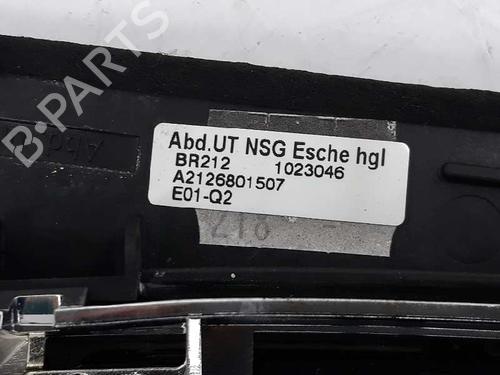 B-PARTS
Abd.UT NSG Esche hgl
BR212 1023046
A2126801507
E01-Q2